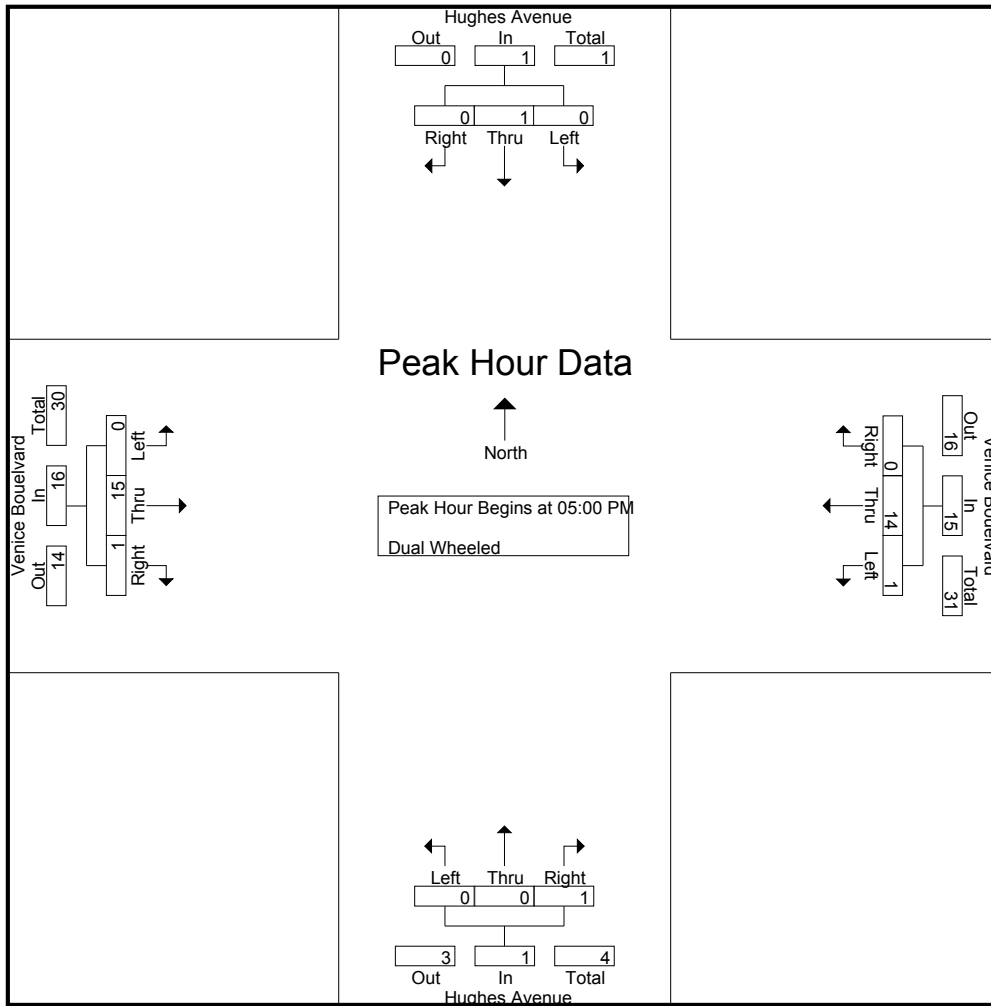 Hughes Avenue
Out In Total
0 1 1
0 1 0
Right Thru Left
Peak Hour Data
North
Peak Hour Begins at 05:00 PM
Dual Wheeled
Venice Bouelvard
Out In Total
14 16 30
1 15 0
Right Thru Left
Venice Bouelvard
Out In Total
16 15 31
0 14 1
Right Thru Left
Left Thru Right
0 0 1
3 1 4
Out In Total
Hughes Avenue